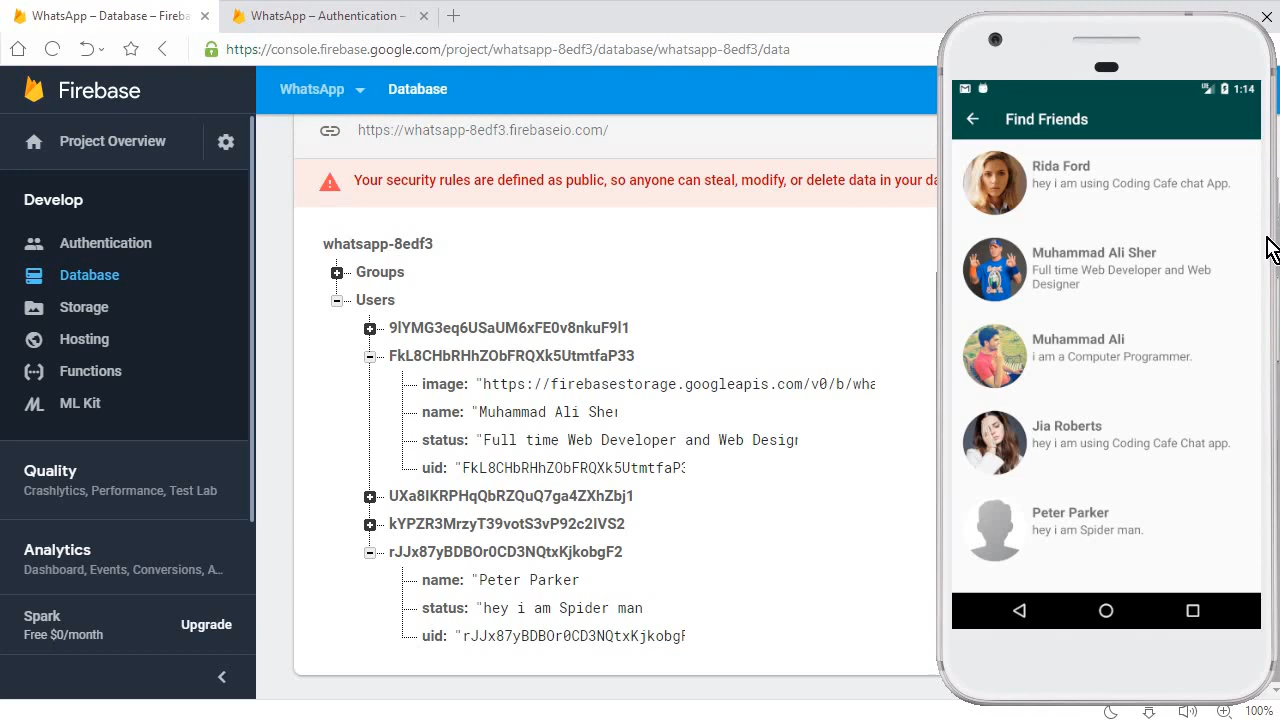 WhatsApp – Database – Fireba
WhatsApp – Authentication –
https://console.firebase.google.com/project/whatsapp-8edf3/database/whatsapp-8edf3/data
Firebase
WhatsApp
Database
Project Overview
Develop
Authentication
Database
Storage
Hosting
Functions
ML Kit
Quality
Crashlytics, Performance, Test Lab
Analytics
Dashboard, Events, Conversions, A...
Spark
Free $0/month
Upgrade
https://whatsapp-8edf3.firebaseio.com/
Your security rules are defined as public, so anyone can steal, modify, or delete data in your da
whatsapp-8edf3
Groups
Users
9lYMG3eq6USaUM6xFE0v8nkuF9l1
FkL8CHbRHhZObFRQXk5UtmtfaP33
image: "https://firebasestorage.googleapis.com/v0/b/wha
name: "Muhammad Ali Sher
status: "Full time Web Developer and Web Design
uid: "FkL8CHbRHhZObFRQXk5UtmtfaP3
UXa8IKRPHqQbRZQuQ7ga4ZXhZbj1
kYPZR3MrzyT39votS3vP92c2IVS2
rJJx87yBDBOr0CD3NQtxKjkobgF2
name: "Peter Parker
status: "hey i am Spider man
uid: "rJJx87yBDBOr0CD3NQtxKjkobgF
1:14
Find Friends
Rida Ford
hey i am using Coding Cafe chat App.
Muhammad Ali Sher
Full time Web Developer and Web
Designer
Muhammad Ali
i am a Computer Programmer.
Jia Roberts
hey i am using Coding Cafe Chat app.
Peter Parker
hey i am Spider man.
100%